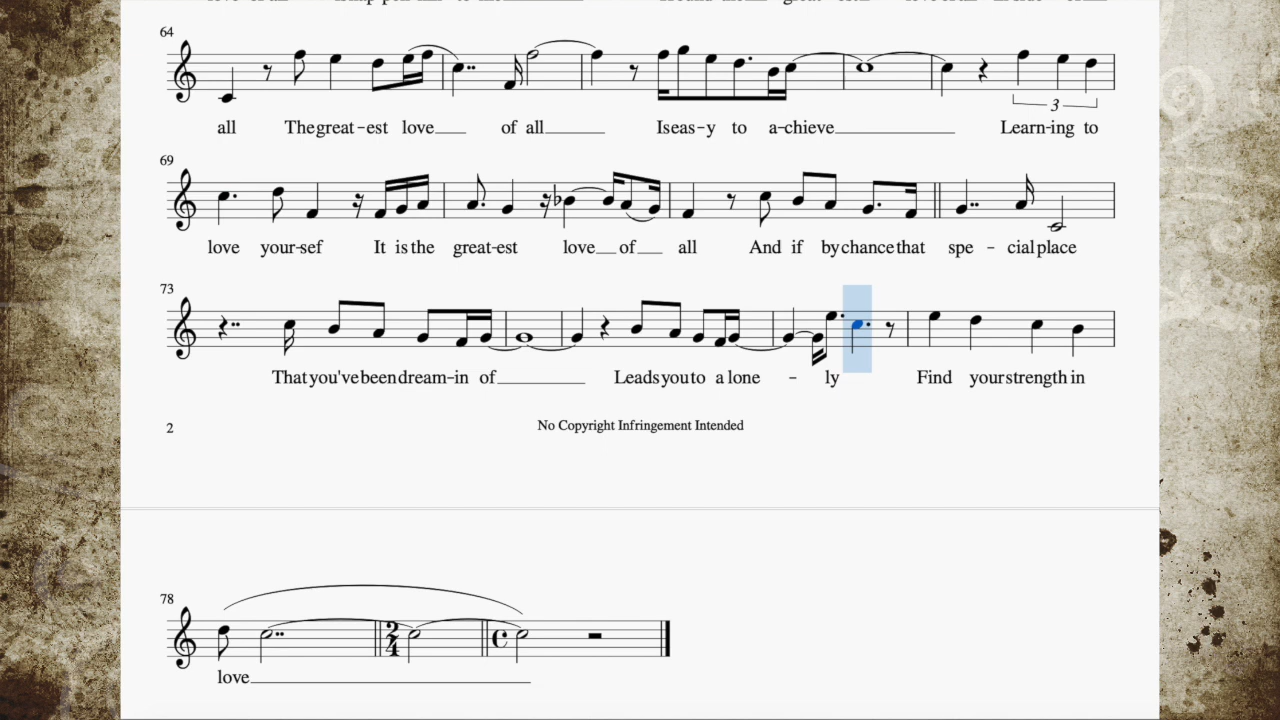 64
all The great – est love of all Is eas – y to a – chieve Learn – ing to
69
love your – sef It is the great – est love of all And if by chance that spe – cial place
73
That you've been dream – in of Leads you to a lone – ly Find your strength in
2 No Copyright Infringement Intended
78
love